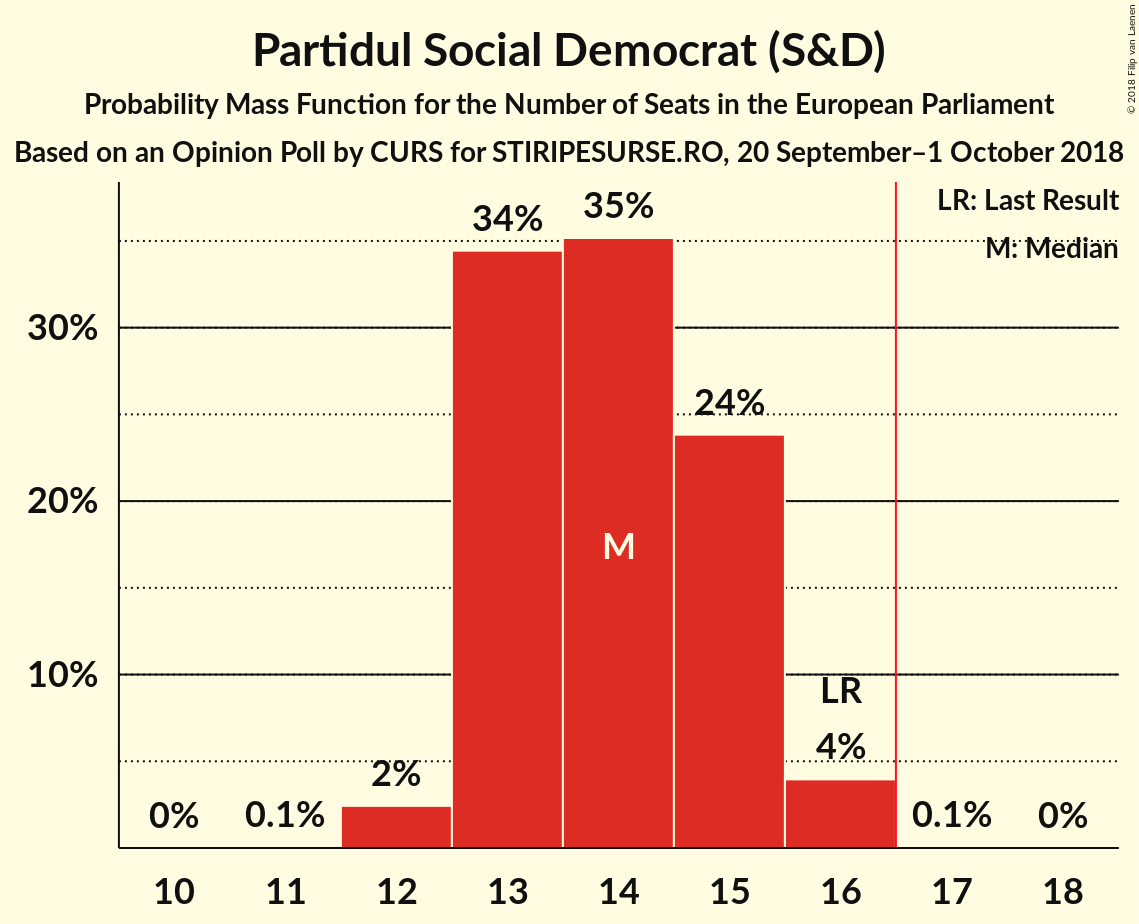 Partidul Social Democrat (S&D)
Probability Mass Function for the Number of Seats in the European Parliament
Based on an Opinion Poll by CURS for STIRIPESURSE.RO, 20 September–1 October 2018
© 2018 Filip van Laenen
LR: Last Result
M: Median
34%
35%
30%
24%
20%
M
10%
LR
4%
2%
0%
0.1%
0.1%
0%
10 11 12 13 14 15 16 17 18